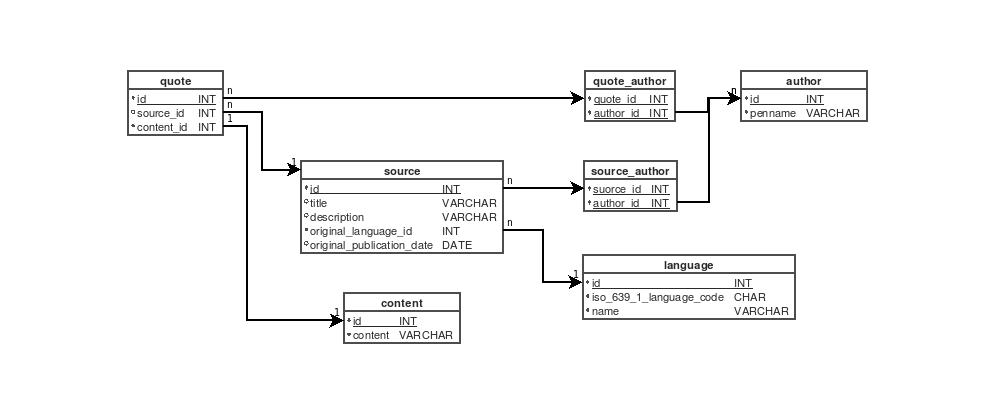 quote
id INT
source_id INT
content_id INT
n
n
1
quote_author
quote_id INT
author_id INT
n
author
id INT
penname VARCHAR
1
source
id INT
title VARCHAR
description VARCHAR
original_language_id INT
original_publication_date DATE
n
n
source_author
suorce_id INT
author_id INT
1
language
id INT
iso_639_1_language_code CHAR
name VARCHAR
1
content
id INT
content VARCHAR